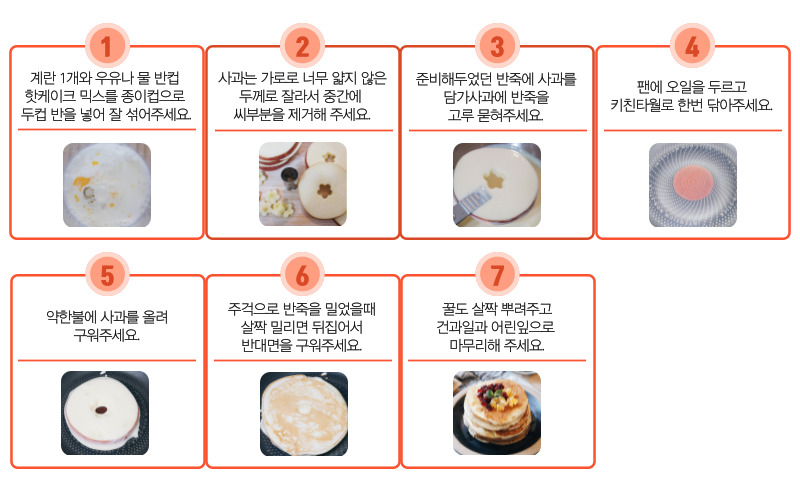 1
계란 1개와 우유나 물 반컵
핫케이크 믹스를 종이컵으로
두컵 반을 넣어 잘 섞어주세요.
2
사과는 가로로 너무 얇지 않은
두께로 잘라서 중간에
씨부분을 제거해 주세요.
3
준비해두었던 반죽에 사과를
담가사과에 반죽을
고루 묻혀주세요.
4
팬에 오일을 두르고
키친타월로 한번 닦아주세요.
5
약한불에 사과를 올려
구워주세요.
6
주걱으로 반죽을 밀었을때
살짝 밀리면 뒤집어서
반대면을 구워주세요.
7
꿀도 살짝 뿌려주고
건과일과 어린잎으로
마무리해 주세요.